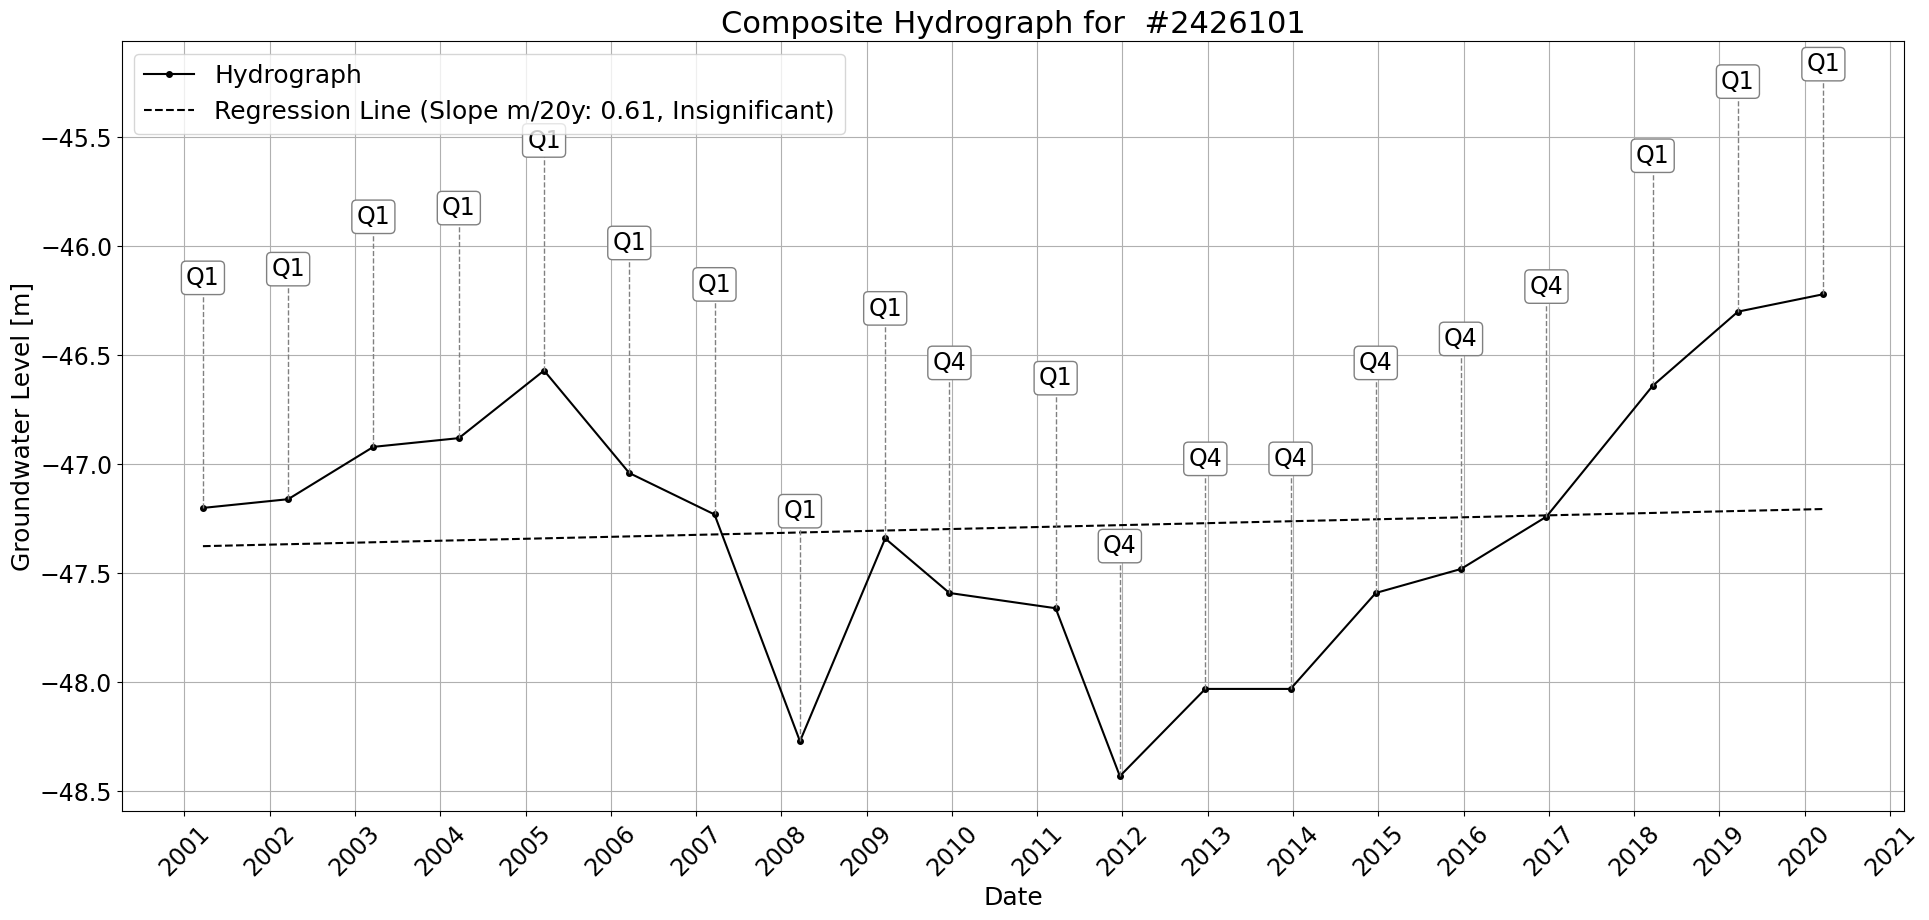 Composite Hydrograph for  #2426101
Hydrograph
Regression Line (Slope m/20y: 0.61, Insignificant)
Groundwater Level [m]
−45.5
−46.0
−46.5
−47.0
−47.5
−48.0
−48.5
Q1
Q1
Q1
Q1
Q1
Q1
Q1
Q1
Q1
Q4
Q1
Q4
Q4
Q4
Q4
Q4
Q4
Q1
Q1
Q1
2001
2002
2003
2004
2005
2006
2007
2008
2009
2010
2011
2012
2013
2014
2015
2016
2017
2018
2019
2020
2021
Date